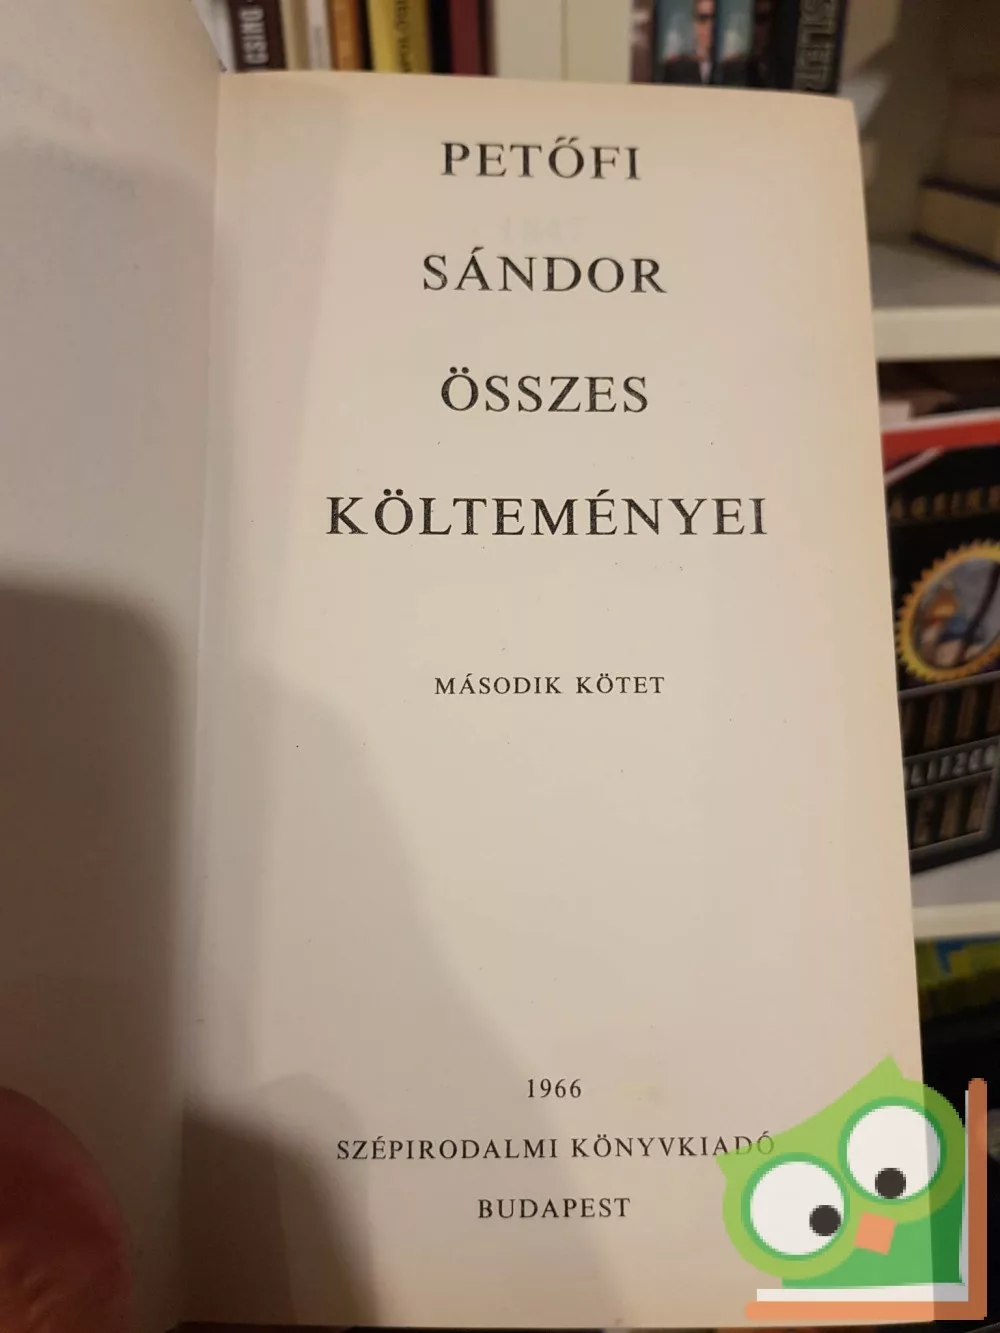 PETŐFI
SÁNDOR
ÖSSZES
KÖLTEMÉNYEI
MÁSODIK KÖTET
1966
SZÉPIRODALMI KÖNYVKIADÓ
BUDAPEST